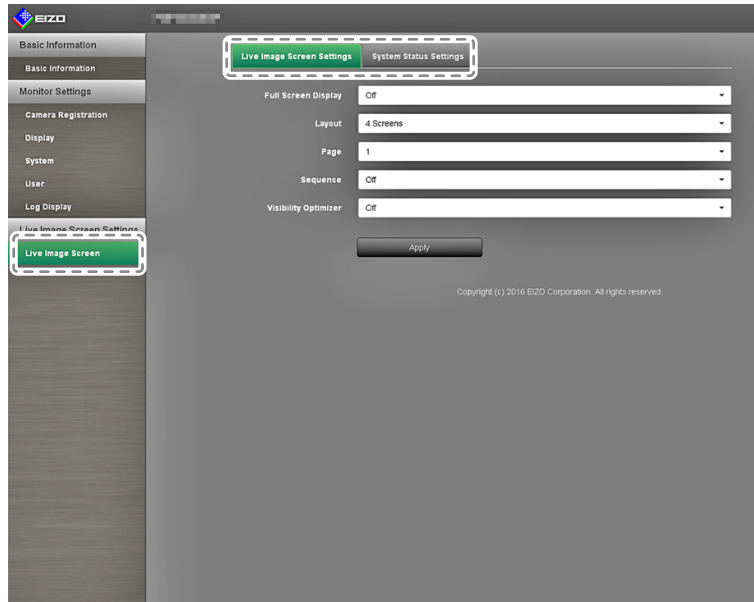 EIZO
Basic Information
Basic Information
Monitor Settings
Camera Registration
Display
System
User
Log Display
Live Image Screen Settings
Live Image Screen
Live Image Screen Settings
System Status Settings
Full Screen Display Off
Layout 4 Screens
Page 1
Sequence Off
Visibility Optimizer Off
Apply
Copyright (c) 2016 EIZO Corporation. All rights reserved.